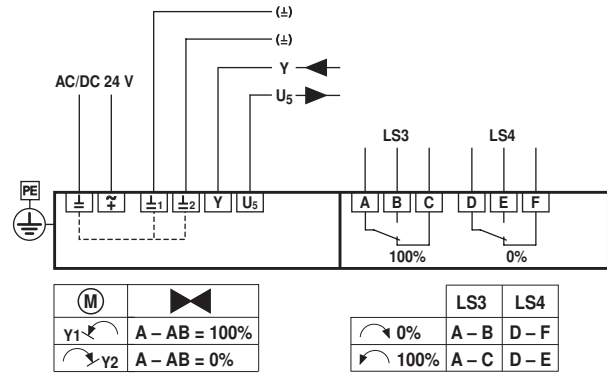 (⊥)
(⊥)
Y
AC/DC 24 V
U5
LS3 LS4
PE
⊥ ~+ ⊥1 ⊥2 Y U5 A B C D E F
100% 0%
M
Y1 A – AB = 100%
Y2 A – AB = 0%
LS3 LS4
0% A – B D – F
100% A – C D – E